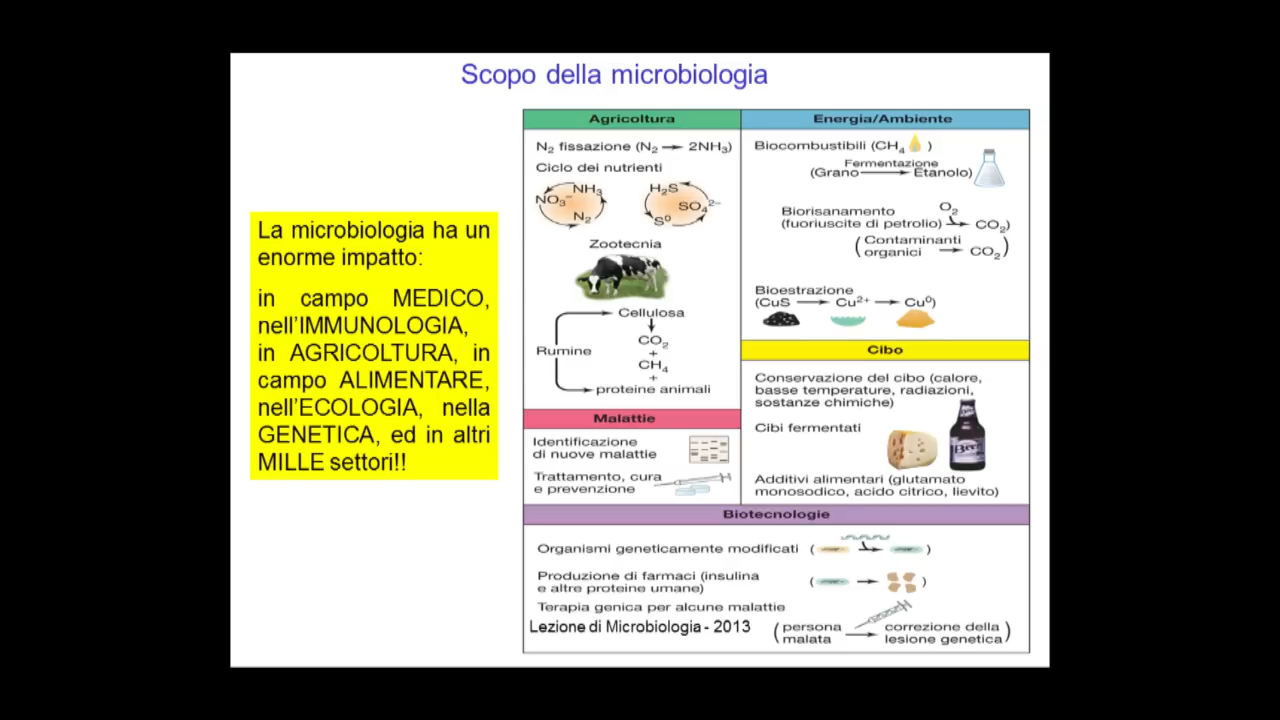 Scopo della microbiologia
La microbiologia ha un
enorme impatto:
in campo MEDICO,
nell'IMMUNOLOGIA,
in AGRICOLTURA, in
campo ALIMENTARE,
nell'ECOLOGIA, nella
GENETICA, ed in altri
MILLE settori!!
Agricoltura
N₂ fissazione (N₂ → 2NH₃)
Ciclo dei nutrienti
NH₃
NO₃⁻
N₂
H₂S
SO₄²⁻
S⁰
Zootecnia
Cellulosa
CO₂
+
CH₄
+
Rumine
proteine animali
Malattie
Identificazione
di nuove malattie
Trattamento, cura
e prevenzione
Energia/Ambiente
Biocombustibili (CH₄ )
Fermentazione
(Grano → Etanolo)
Biorisanamento O₂
(fuoriuscite di petrolio) → CO₂)
(Contaminanti
organici → CO₂)
Bioestrazione
(CuS → Cu²⁺ → Cu⁰)
Cibo
Conservazione del cibo (calore,
basse temperature, radiazioni,
sostanze chimiche)
Cibi fermentati
Beer
Additivi alimentari (glutamato
monosodico, acido citrico, lievito)
Biotecnologie
Organismi geneticamente modificati ( → )
Produzione di farmaci (insulina
e altre proteine umane) ( → )
Terapia genica per alcune malattie
Lezione di Microbiologia - 2013
(persona
malata → correzione della
lesione genetica)